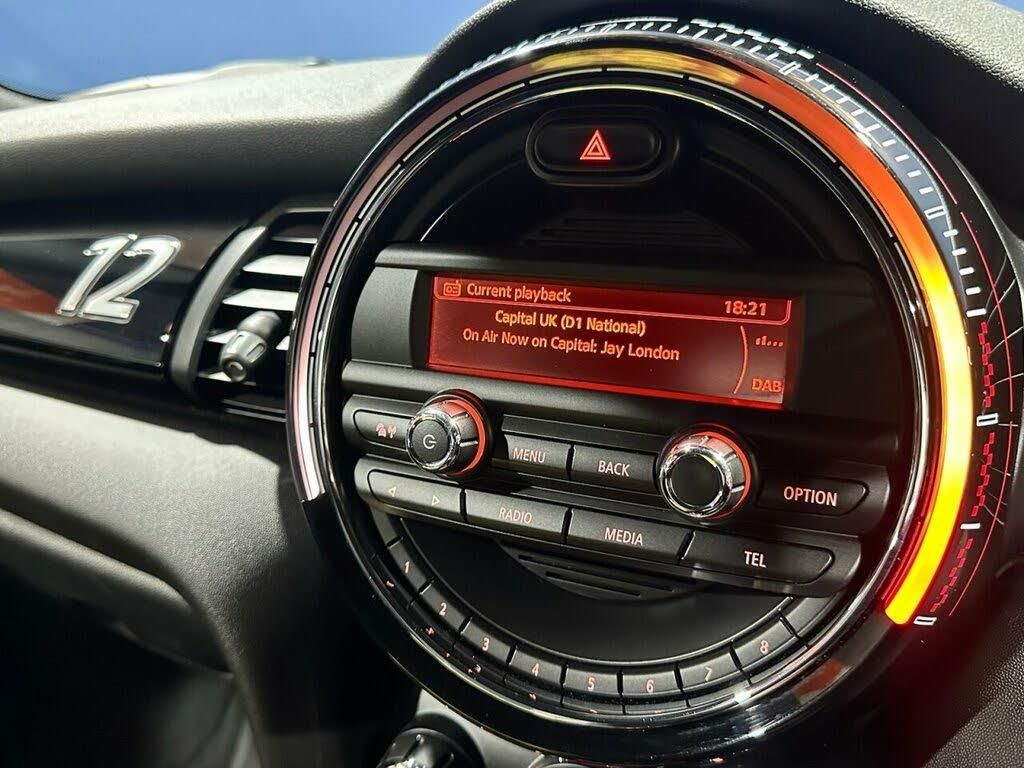 12
Current playback 18:21
Capital UK (D1 National)
On Air Now on Capital: Jay London
DAB
MENU
BACK
OPTION
RADIO
MEDIA
TEL
1 2 3 4 5 6 7 8